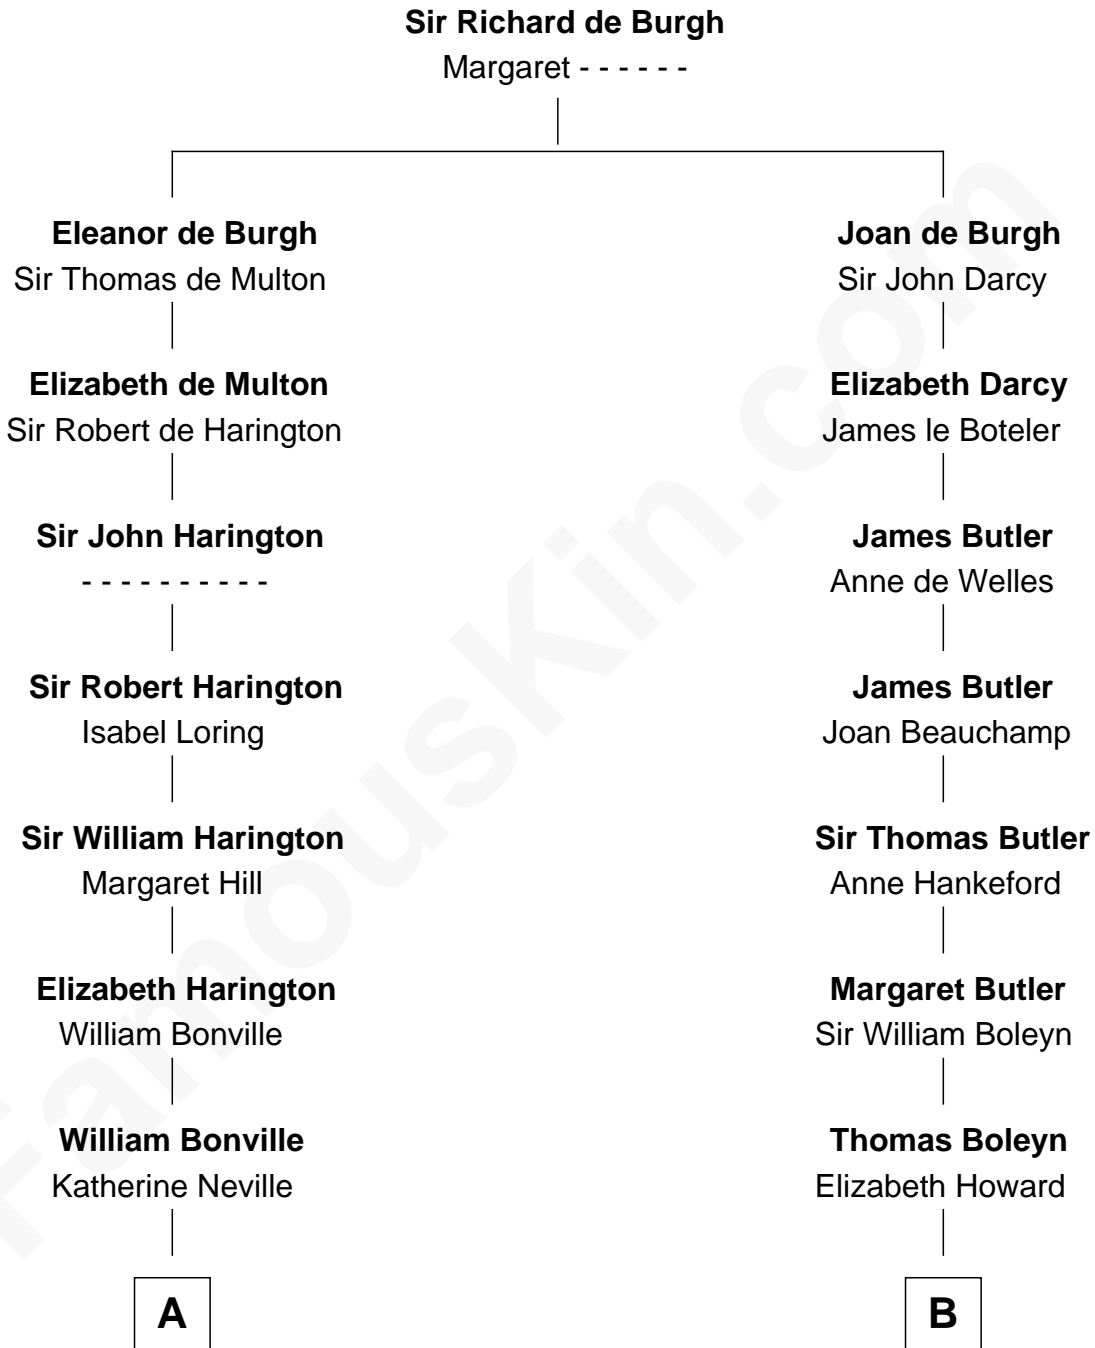 Sir Richard de Burgh
Margaret - - - - - -
Eleanor de Burgh
Sir Thomas de Multon
Elizabeth de Multon
Sir Robert de Harington
Sir John Harington
- - - - - - - - - -
Sir Robert Harington
Isabel Loring
Sir William Harington
Margaret Hill
Elizabeth Harington
William Bonville
William Bonville
Katherine Neville
A
Joan de Burgh
Sir John Darcy
Elizabeth Darcy
James le Boteler
James Butler
Anne de Welles
James Butler
Joan Beauchamp
Sir Thomas Butler
Anne Hankeford
Margaret Butler
Sir William Boleyn
Thomas Boleyn
Elizabeth Howard
B
FamousKin.com